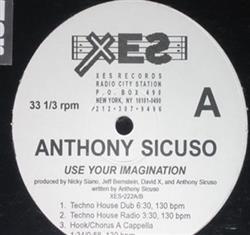 XES
XES RECORDS
RADIO CITY STATION
P.O. BOX 490
NEW YORK, NY 10101-0490
212-307-9496
33 1/3 rpm
A
ANTHONY SICUSO
USE YOUR IMAGINATION
produced by Nicky Siano, Jeff Bernstein, David X, and Anthony Sicuso
written by Anthony Sicuso
XES-222A/B
1. Techno House Dub 6:30, 130 bpm
2. Techno House Radio 3:30, 130 bpm
3. Hook/Chorus A Cappella